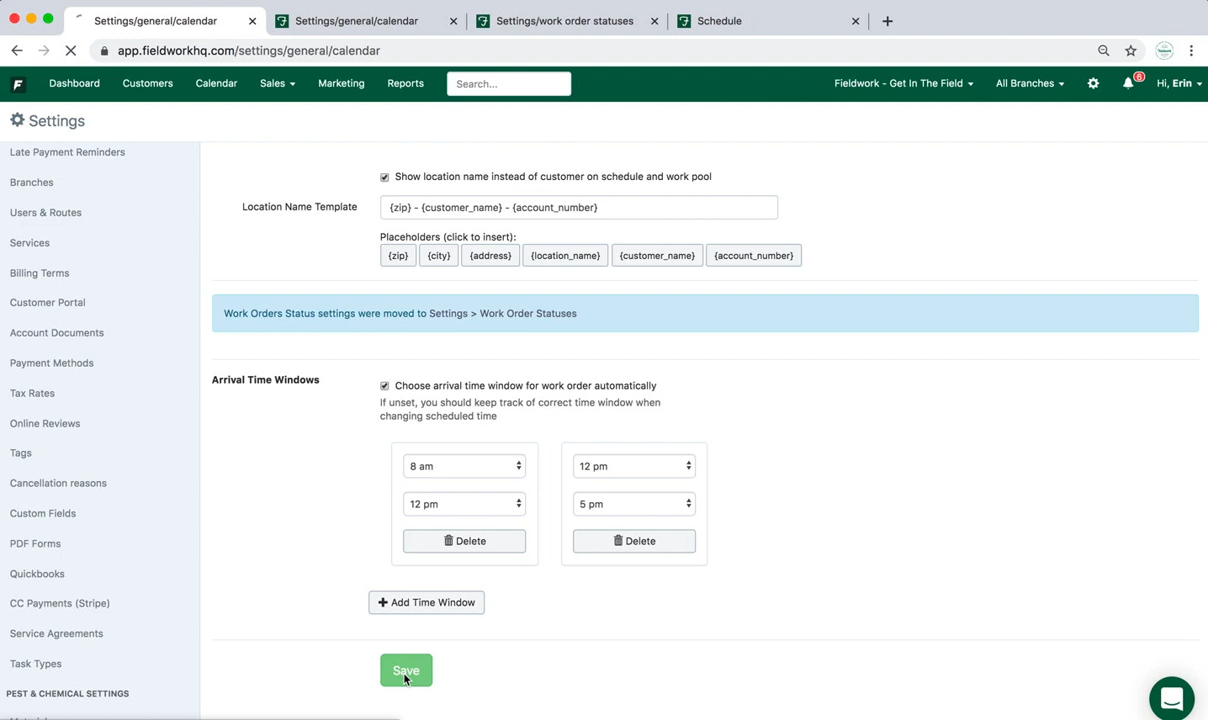 Settings/general/calendar
Settings/general/calendar
Settings/work order statuses
Schedule
app.fieldworkhq.com/settings/general/calendar
Dashboard Customers Calendar Sales Marketing Reports Search... Fieldwork - Get In The Field All Branches 6 Hi, Erin
Settings
Late Payment Reminders
Branches
Users & Routes
Services
Billing Terms
Customer Portal
Account Documents
Payment Methods
Tax Rates
Online Reviews
Tags
Cancellation reasons
Custom Fields
PDF Forms
Quickbooks
CC Payments (Stripe)
Service Agreements
Task Types
PEST & CHEMICAL SETTINGS
Show location name instead of customer on schedule and work pool
Location Name Template {zip} - {customer_name} - {account_number}
Placeholders (click to insert):
{zip} {city} {address} {location_name} {customer_name} {account_number}
Work Orders Status settings were moved to Settings > Work Order Statuses
Arrival Time Windows Choose arrival time window for work order automatically
If unset, you should keep track of correct time window when
changing scheduled time
8 am 12 pm
12 pm 5 pm
Delete Delete
+ Add Time Window
Save